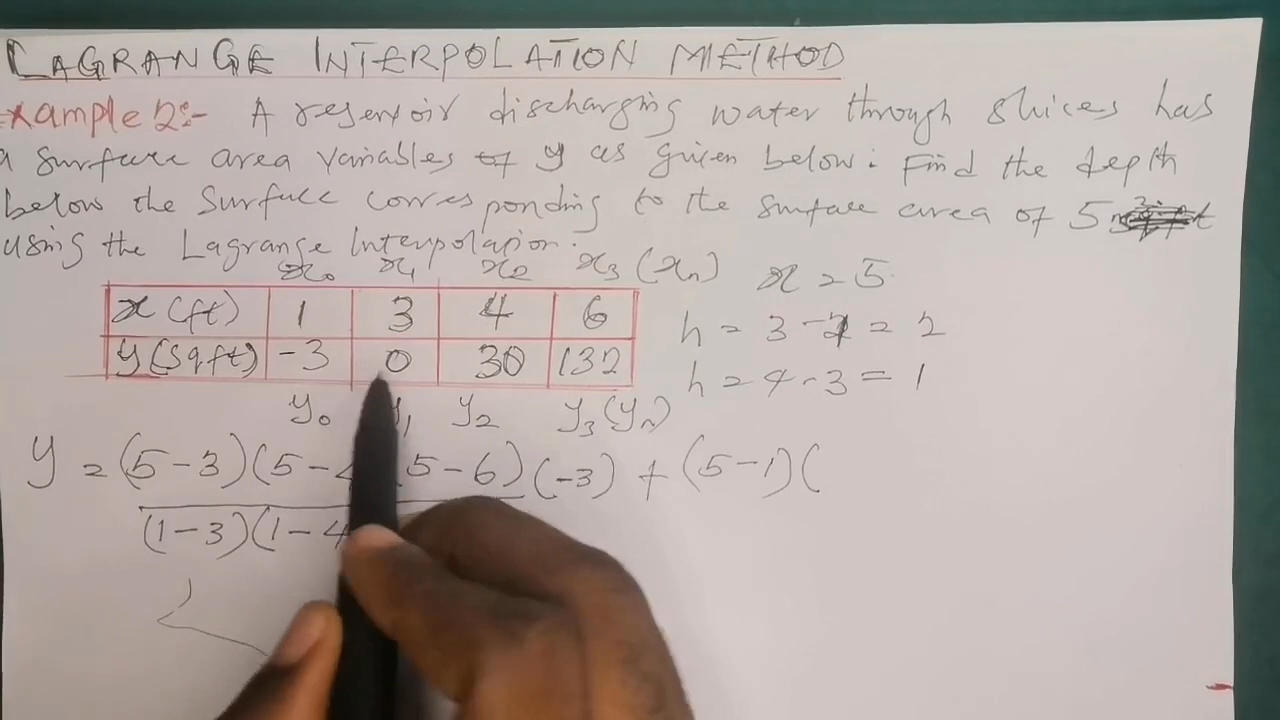 LAGRANGE INTERPOLATION METHOD
Example 2:- A reservoir discharging water through sluices has
a surface area variables of y as given below: Find the depth
below the surface corresponding to the surface area of 5
using the Lagrange Interpolation.
x₀ x₁ x₂ x₃ (xₙ) x = 5
x (ft) 1 3 4 6 h = 3 - 1 = 2
y (sqft) -3 0 30 132 h = 4 - 3 = 1
y₀ y₁ y₂ y₃ (yₙ)
y = (5-3)(5-4 (5-6) (-3) + (5-1)(
(1-3)(1-4